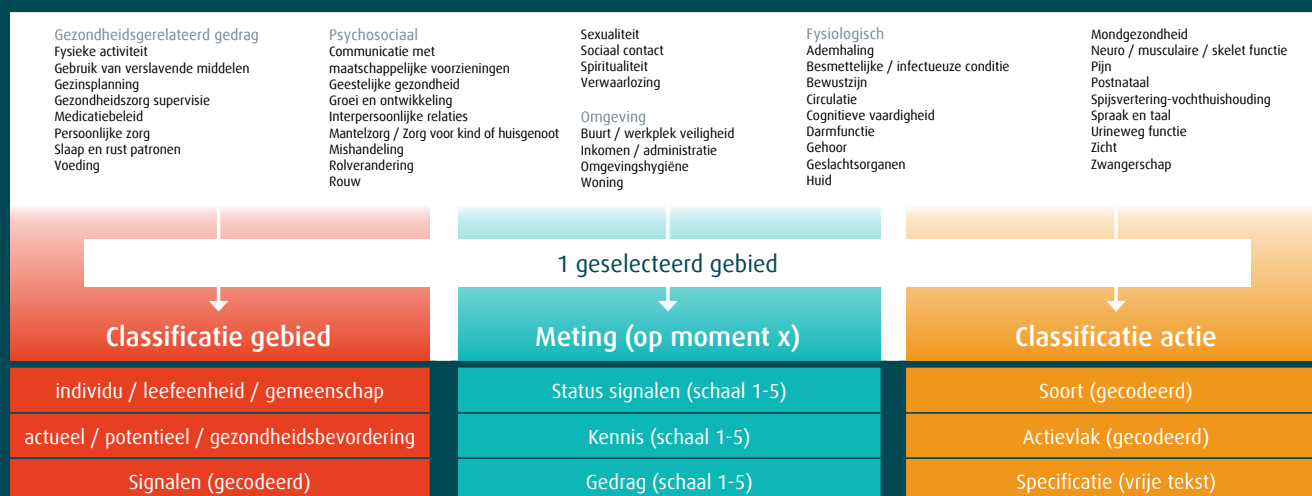 Gezondheidsgerelateerd gedrag
Fysieke activiteit
Gebruik van verslavende middelen
Gezinsplanning
Gezondheidszorg supervisie
Medicatiebeleid
Persoonlijke zorg
Slaap en rust patronen
Voeding
Psychosociaal
Communicatie met
maatschappelijke voorzieningen
Geestelijke gezondheid
Groei en ontwikkeling
Interpersoonlijke relaties
Mantelzorg / Zorg voor kind of huisgenoot
Mishandeling
Rolverandering
Rouw
Sexualiteit
Sociaal contact
Spiritualiteit
Verwaarlozing
Omgeving
Buurt / werkplek veiligheid
Inkomen / administratie
Omgevingshygiëne
Woning
Fysiologisch
Ademhaling
Besmettelijke / infectueuze conditie
Bewustzijn
Circulatie
Cognitieve vaardigheid
Darmfunctie
Gehoor
Geslachtsorganen
Huid
Mondgezondheid
Neuro / musculaire / skelet functie
Pijn
Postnataal
Spijsvertering-vochthuishouding
Spraak en taal
Urineweg functie
Zicht
Zwangerschap
1 geselecteerd gebied
Classificatie gebied
individu / leefeenheid / gemeenschap
actueel / potentieel / gezondheidsbevordering
Signalen (gecodeerd)
Meting (op moment x)
Status signalen (schaal 1-5)
Kennis (schaal 1-5)
Gedrag (schaal 1-5)
Classificatie actie
Soort (gecodeerd)
Actievlak (gecodeerd)
Specificatie (vrije tekst)